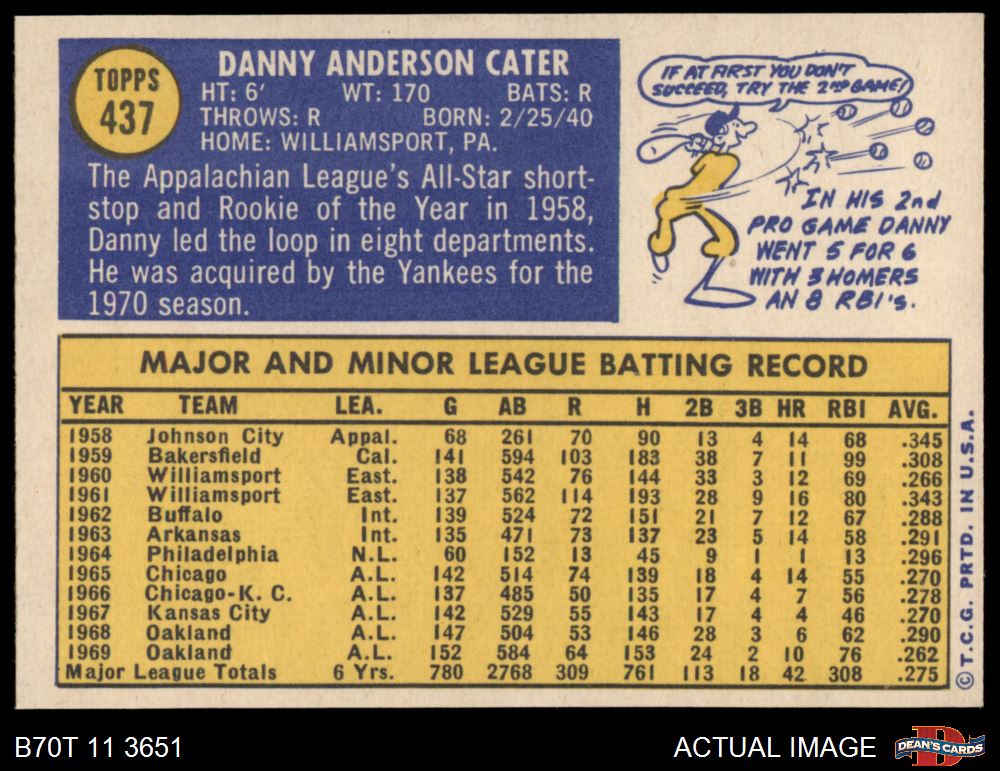 TOPPS
437
DANNY ANDERSON CATER
HT: 6' WT: 170 BATS: R
THROWS: R BORN: 2/25/40
HOME: WILLIAMSPORT, PA.
The Appalachian League's All-Star short-
stop and Rookie of the Year in 1958,
Danny led the loop in eight departments.
He was acquired by the Yankees for the
1970 season.
IF AT FIRST YOU DON'T
SUCCEED, TRY THE 2ND GAME!
IN HIS 2nd
PRO GAME DANNY
WENT 5 FOR 6
WITH 3 HOMERS
AN 8 RBI's.
MAJOR AND MINOR LEAGUE BATTING RECORD
YEAR TEAM LEA. G AB R H 2B 3B HR RBI AVG.
1958 Johnson City Appal. 68 261 70 90 13 4 14 68 .345
1959 Bakersfield Cal. 141 594 103 183 38 7 11 99 .308
1960 Williamsport East. 138 542 76 144 33 3 12 69 .266
1961 Williamsport East. 137 562 114 193 28 9 16 80 .343
1962 Buffalo Int. 139 524 72 151 21 7 12 67 .288
1963 Arkansas Int. 135 471 73 137 23 5 14 58 .291
1964 Philadelphia N.L. 60 152 13 45 9 1 1 13 .296
1965 Chicago A.L. 142 514 74 139 18 4 14 55 .270
1966 Chicago-K. C. A.L. 137 485 50 135 17 4 7 56 .278
1967 Kansas City A.L. 142 529 55 143 17 4 4 46 .270
1968 Oakland A.L. 147 504 53 146 28 3 6 62 .290
1969 Oakland A.L. 152 584 64 153 24 2 10 76 .262
Major League Totals 6 Yrs. 780 2768 309 761 113 18 42 308 .275
© T.C.G. PRTD. IN U.S.A.
B70T 11 3651
ACTUAL IMAGE
D
DEAN'S CARDS